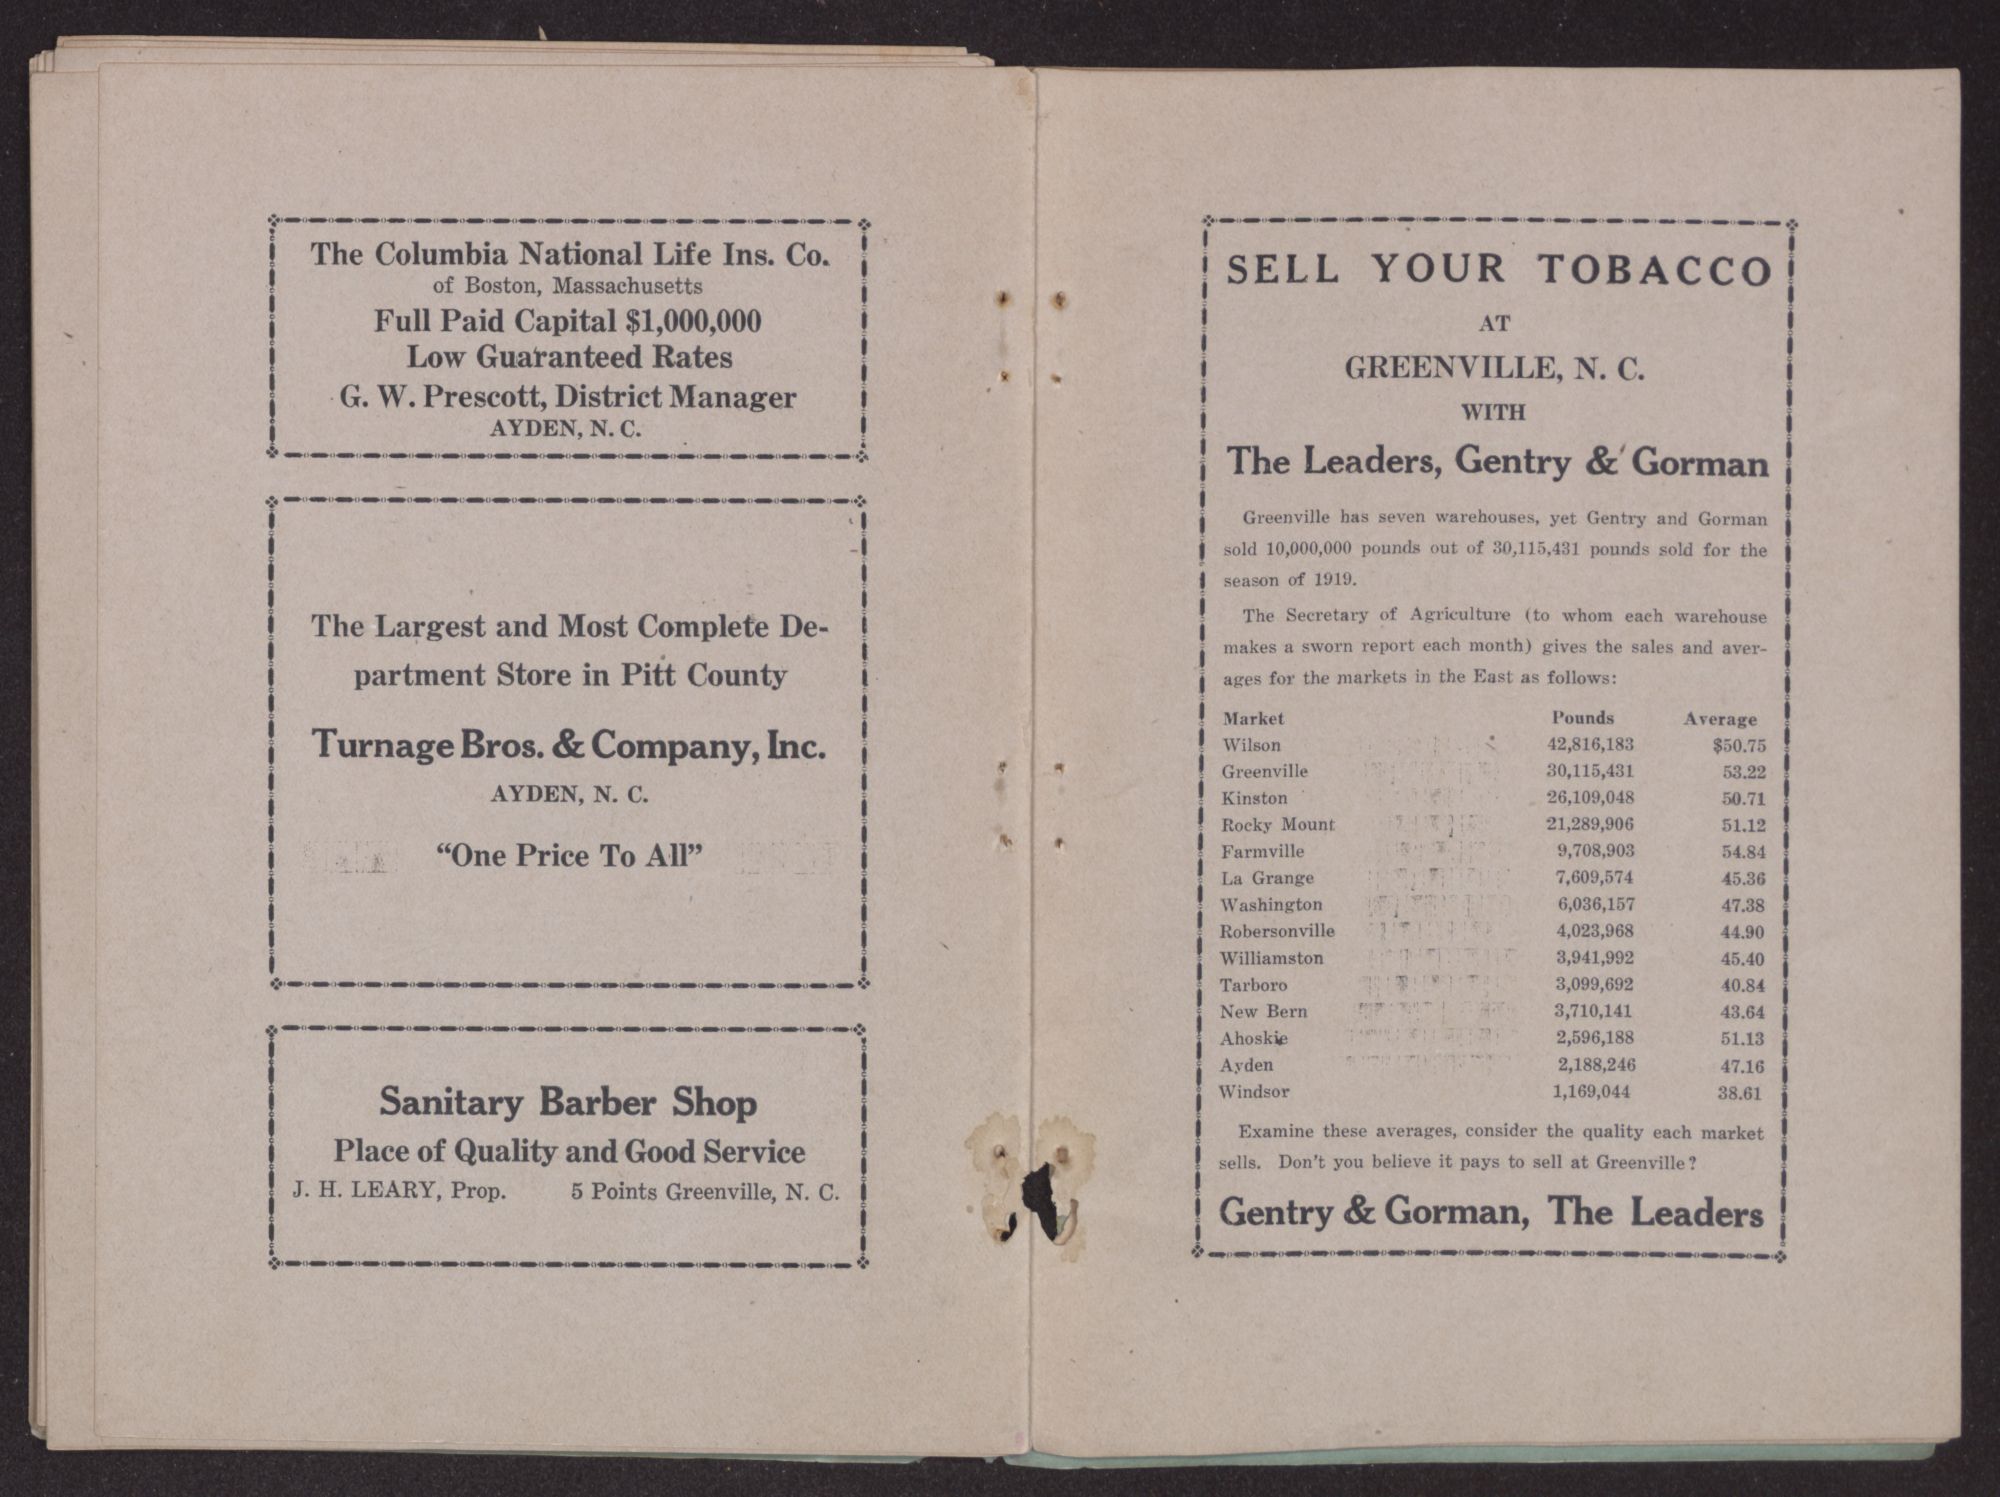 The Columbia National Life Ins. Co.
of Boston, Massachusetts
Full Paid Capital $1,000,000
Low Guaranteed Rates
G. W. Prescott, District Manager
AYDEN, N. C.
The Largest and Most Complete De-
partment Store in Pitt County
Turnage Bros. & Company, Inc.
AYDEN, N. C.
“One Price To All”
Sanitary Barber Shop
Place of Quality and Good Service
J. H. LEARY, Prop. 5 Points Greenville, N. C.
SELL YOUR TOBACCO
AT
GREENVILLE, N. C.
WITH
The Leaders, Gentry & Gorman
Greenville has seven warehouses, yet Gentry and Gorman
sold 10,000,000 pounds out of 30,115,431 pounds sold for the
season of 1919.
The Secretary of Agriculture (to whom each warehouse
makes a sworn report each month) gives the sales and aver-
ages for the markets in the East as follows:
Market Pounds Average
Wilson 42,816,183 $50.75
Greenville 30,115,431 53.22
Kinston 26,109,048 50.71
Rocky Mount 21,289,906 51.12
Farmville 9,708,903 54.84
La Grange 7,609,574 45.36
Washington 6,036,157 47.38
Robersonville 4,023,968 44.90
Williamston 3,941,992 45.40
Tarboro 3,099,692 40.84
New Bern 3,710,141 43.64
Ahoskie 2,596,188 51.13
Ayden 2,188,246 47.16
Windsor 1,169,044 38.61
Examine these averages, consider the quality each market
sells. Don't you believe it pays to sell at Greenville?
Gentry & Gorman, The Leaders